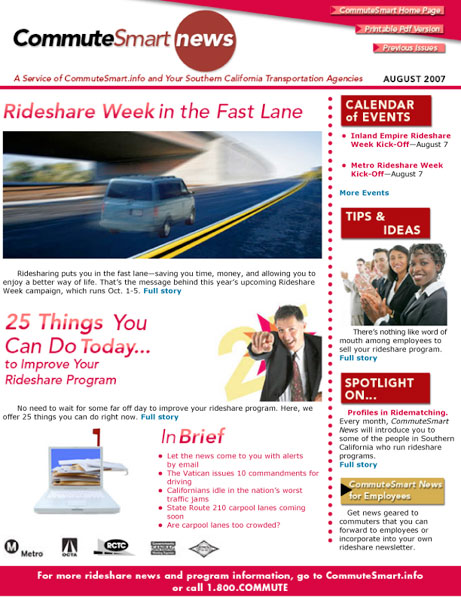 CommuteSmart Home Page
Printable Pdf Version
Previous Issues
CommuteSmart news
A Service of CommuteSmart.info and Your Southern California Transportation Agencies
AUGUST 2007
Rideshare Week in the Fast Lane
Ridesharing puts you in the fast lane—saving you time, money, and allowing you to
enjoy a better way of life. That's the message behind this year's upcoming Rideshare
Week campaign, which runs Oct. 1-5. Full story
25 Things You
Can Do Today...
to Improve Your
Rideshare Program
25
No need to wait for some far off day to improve your rideshare program. Here, we
offer 25 things you can do right now. Full story
In Brief
• Let the news come to you with alerts
by email
• The Vatican issues 10 commandments for
driving
• Californians idle in the nation's worst
traffic jams
• State Route 210 carpool lanes coming
soon
• Are carpool lanes too crowded?
CALENDAR
of EVENTS
• Inland Empire Rideshare
Week Kick-Off—August 7
• Metro Rideshare Week
Kick-Off—August 7
More Events
TIPS &
IDEAS
There's nothing like word of
mouth among employees to
sell your rideshare program.
Full story
SPOTLIGHT
ON...
Profiles in Ridematching.
Every month, CommuteSmart
News will introduce you to
some of the people in Southern
California who run rideshare
programs.
Full story
CommuteSmart News
for Employees
Get news geared to
commuters that you can
forward to employees or
incorporate into your own
rideshare newsletter.
M Metro
OCTA
RCTC
For more rideshare news and program information, go to CommuteSmart.info
or call 1.800.COMMUTE